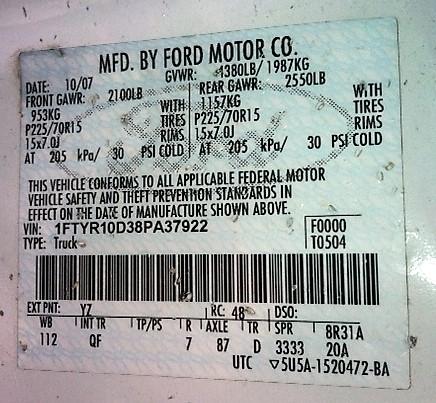 MFD. BY FORD MOTOR CO.
DATE: 10/07 GVWR: 4380LB/ 1987KG
FRONT GAWR: 2100LB REAR GAWR: 2550LB
953KG WITH 1157KG WITH
P225/70R15 TIRES P225/70R15 TIRES
15x7.0J RIMS 15x7.0J RIMS
AT 205 kPa/ 30 PSI COLD AT 205 kPa/ 30 PSI COLD
THIS VEHICLE CONFORMS TO ALL APPLICABLE FEDERAL MOTOR
VEHICLE SAFETY AND THEFT PREVENTION STANDARDS IN
EFFECT ON THE DATE OF MANUFACTURE SHOWN ABOVE.
VIN: 1FTYR10D38PA37922 F0000
TYPE: Truck T0504
EXT PNT: YZ RC: 48 DSO:
WB INT TR TP/PS R AXLE TR SPR 8R31A
112 QF 7 87 D 3333 20A
UTC ▽5U5A-1520472-BA